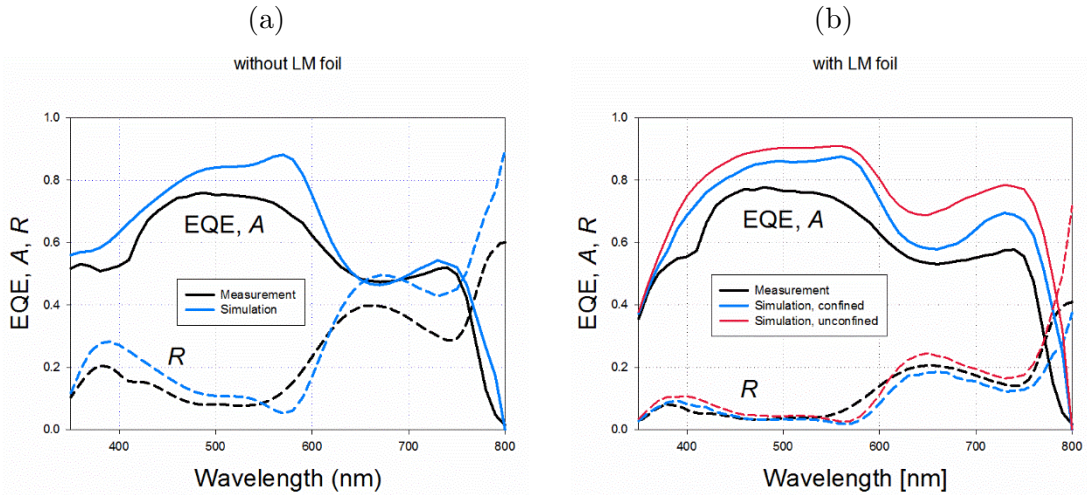 (a)
without LM foil
EQE, A, R
1.0
0.8
0.6
0.4
0.2
0.0
EQE, A
Measurement
Simulation
R
400
500
600
700
800
Wavelength (nm)
(b)
with LM foil
EQE, A, R
1.0
0.8
0.6
0.4
0.2
0.0
EQE, A
Measurement
Simulation, confined
Simulation, unconfined
R
400
500
600
700
800
Wavelength [nm]